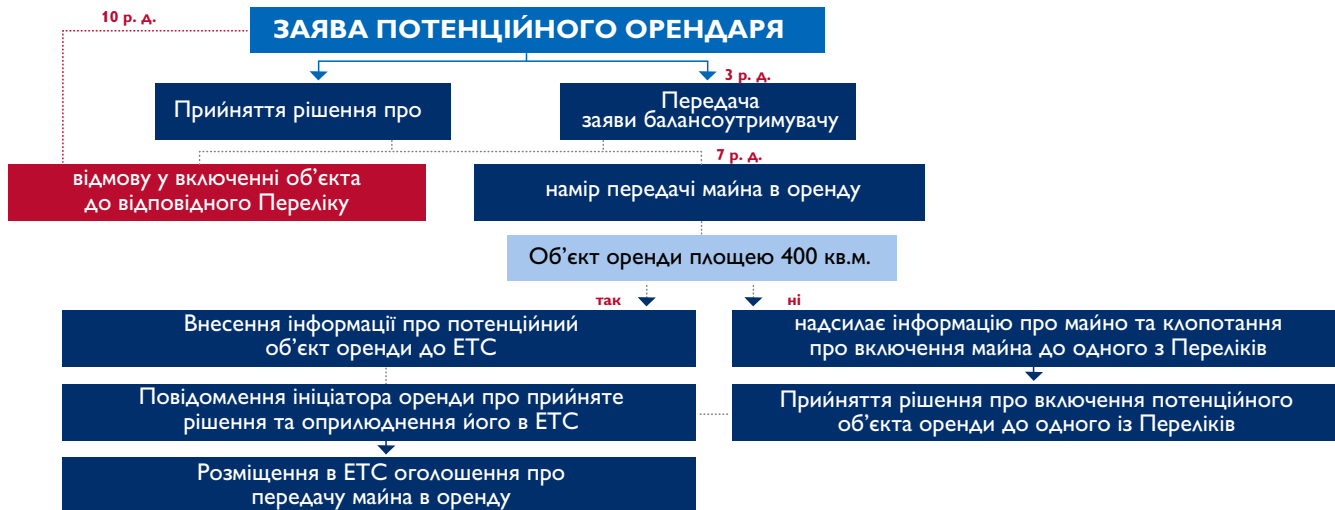 10 р. д.
ЗАЯВА ПОТЕНЦІЙНОГО ОРЕНДАРЯ
3 р. д.
Прийняття рішення про
Передача
заяви балансоутримувачу
7 р. д.
відмову у включенні об’єкта
до відповідного Переліку
намір передачі майна в оренду
Об’єкт оренди площею 400 кв.м.
так
ні
Внесення інформації про потенційний
об’єкт оренди до ЕТС
надсилає інформацію про майно та клопотання
про включення майна до одного з Переліків
Повідомлення ініціатора оренди про прийняте
рішення та оприлюднення його в ЕТС
Прийняття рішення про включення потенційного
об’єкта оренди до одного із Переліків
Розміщення в ЕТС оголошення про
передачу майна в оренду